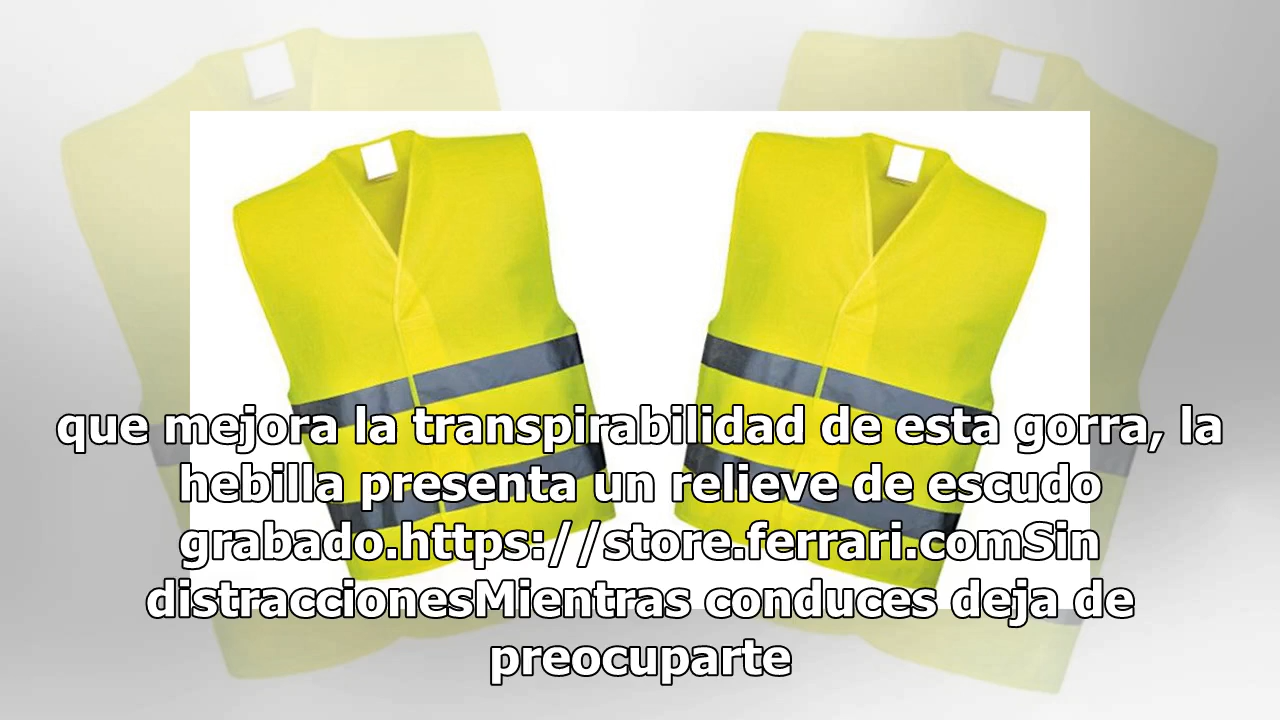 que mejora la transpirabilidad de esta gorra, la
hebilla presenta un relieve de escudo
grabado.https://store.ferrari.comSin
distraccionesMientras conduces deja de
preocuparte